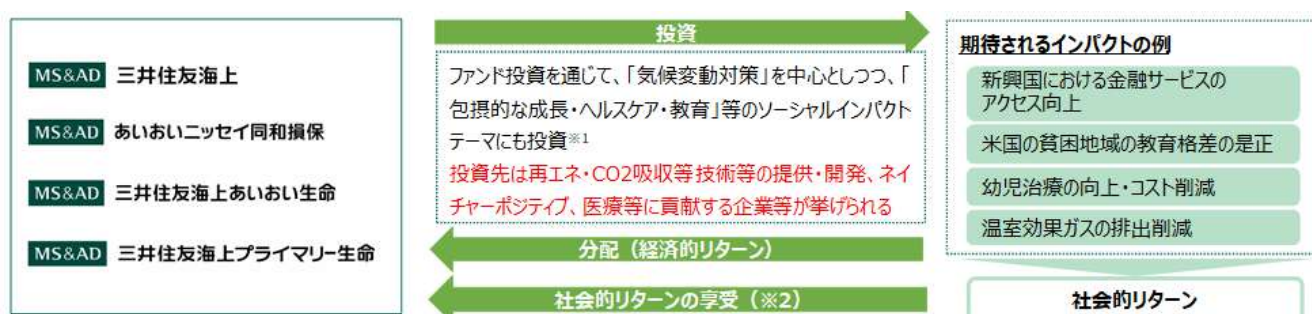 MS&AD 三井住友海上
MS&AD あいおいニッセイ同和損保
MS&AD 三井住友海上あいおい生命
MS&AD 三井住友海上プライマリー生命
投資
ファンド投資を通じて、「気候変動対策」を中心としつつ、「
包摂的な成長・ヘルスケア・教育」等のソーシャルインパクト
テーマにも投資※1
投資先は再エネ・CO2吸収等技術等の提供・開発、ネイ
チャーポジティブ、医療等に貢献する企業等が挙げられる
分配（経済的リターン）
社会的リターンの享受（※2）
期待されるインパクトの例
新興国における金融サービスの
アクセス向上
米国の貧困地域の教育格差の是正
幼児治療の向上・コスト削減
温室効果ガスの排出削減
社会的リターン